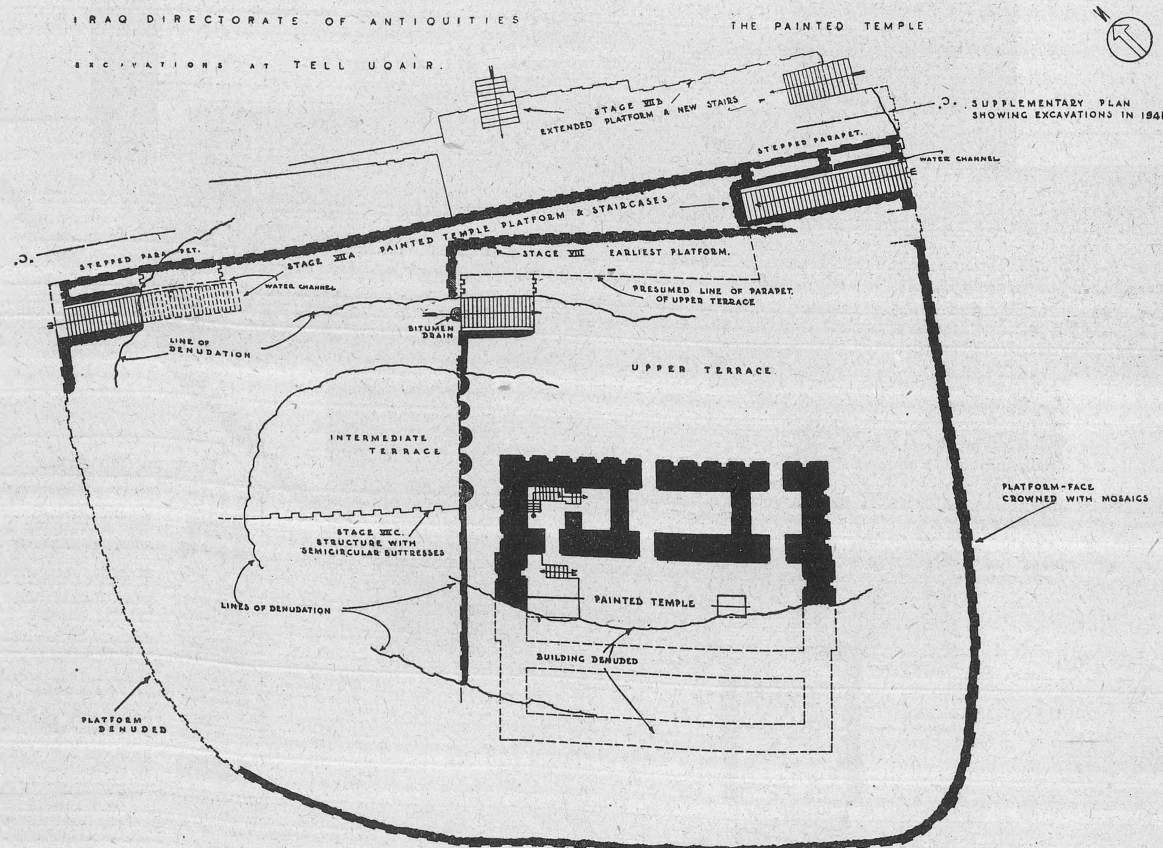 IRAQ DIRECTORATE OF ANTIQUITIES
EXCAVATIONS AT TELL UQAIR.
THE PAINTED TEMPLE
N
STAGE VIIB
EXTENDED PLATFORM & NEW STAIRS
.C. SUPPLEMENTARY PLAN
SHOWING EXCAVATIONS IN 1941
STEPPED PARAPET.
WATER CHANNEL
STAGE VIIA PAINTED TEMPLE PLATFORM & STAIRCASES
.C.
STEPPED PARAPET.
WATER CHANNEL
STAGE VIII EARLIEST PLATFORM.
PRESUMED LINE OF PARAPET.
OF UPPER TERRACE
BITUMEN
DRAIN
LINE OF
DENUDATION
UPPER TERRACE
INTERMEDIATE
TERRACE
PLATFORM-FACE
CROWNED WITH MOSAICS
STAGE VIIC.
STRUCTURE WITH
SEMICIRCULAR BUTTRESSES
LINES OF DENUDATION
PAINTED TEMPLE
BUILDING DENUDED
PLATFORM
DENUDED